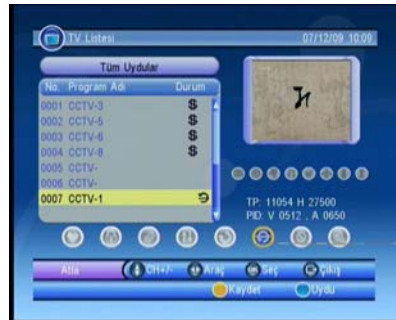 TV Listesi 07/12/09 10:09
Tüm Uydular
No. Program Adı Durum
0001 CCTV-3 $
0002 CCTV-5 $
0003 CCTV-6 $
0004 CCTV-8 $
0005 CCTV-
0006 CCTV-
0007 CCTV-1
TP: 11054 H 27500
PID: V 0512 , A 0650
Atla CH+/- Araç OK Seç Çıkış
Kaydet Uydu